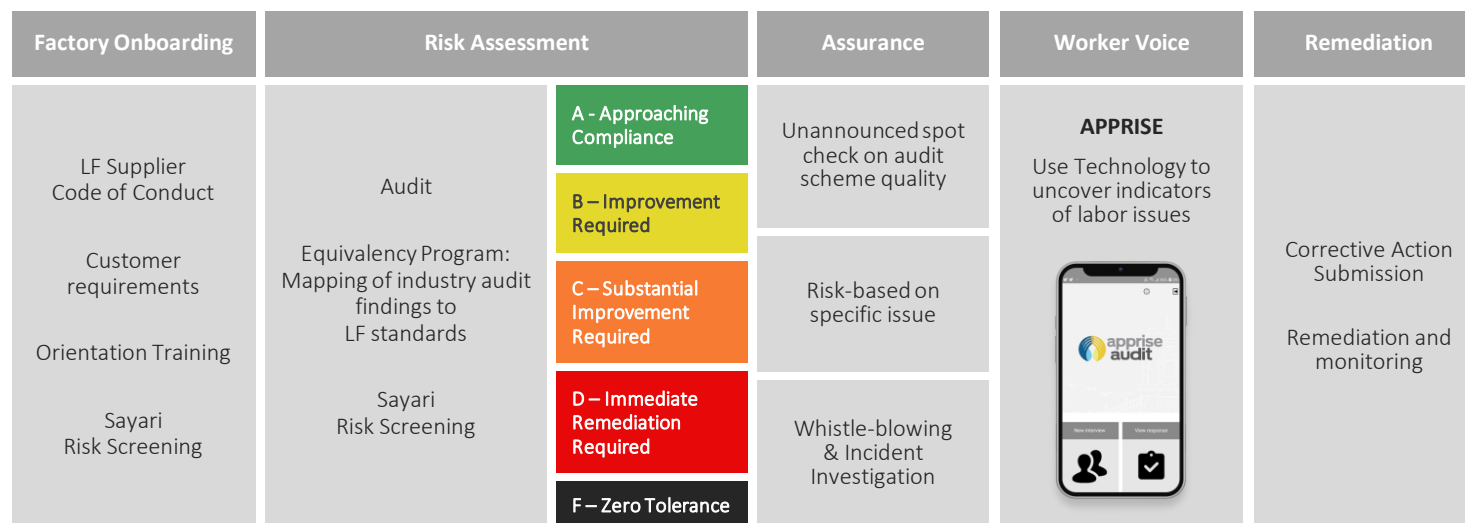 Factory Onboarding
Risk Assessment
Assurance
Worker Voice
Remediation
LF Supplier
Code of Conduct
Customer
requirements
Orientation Training
Sayari
Risk Screening
Audit
Equivalency Program:
Mapping of industry audit
findings to
LF standards
Sayari
Risk Screening
A - Approaching
Compliance
B – Improvement
Required
C – Substantial
Improvement
Required
D – Immediate
Remediation
Required
F – Zero Tolerance
Unannounced spot
check on audit
scheme quality
Risk-based on
specific issue
Whistle-blowing
& Incident
Investigation
APPRISE
Use Technology to
uncover indicators
of labor issues
apprise
audit
New interview
View response
Corrective Action
Submission
Remediation and
monitoring